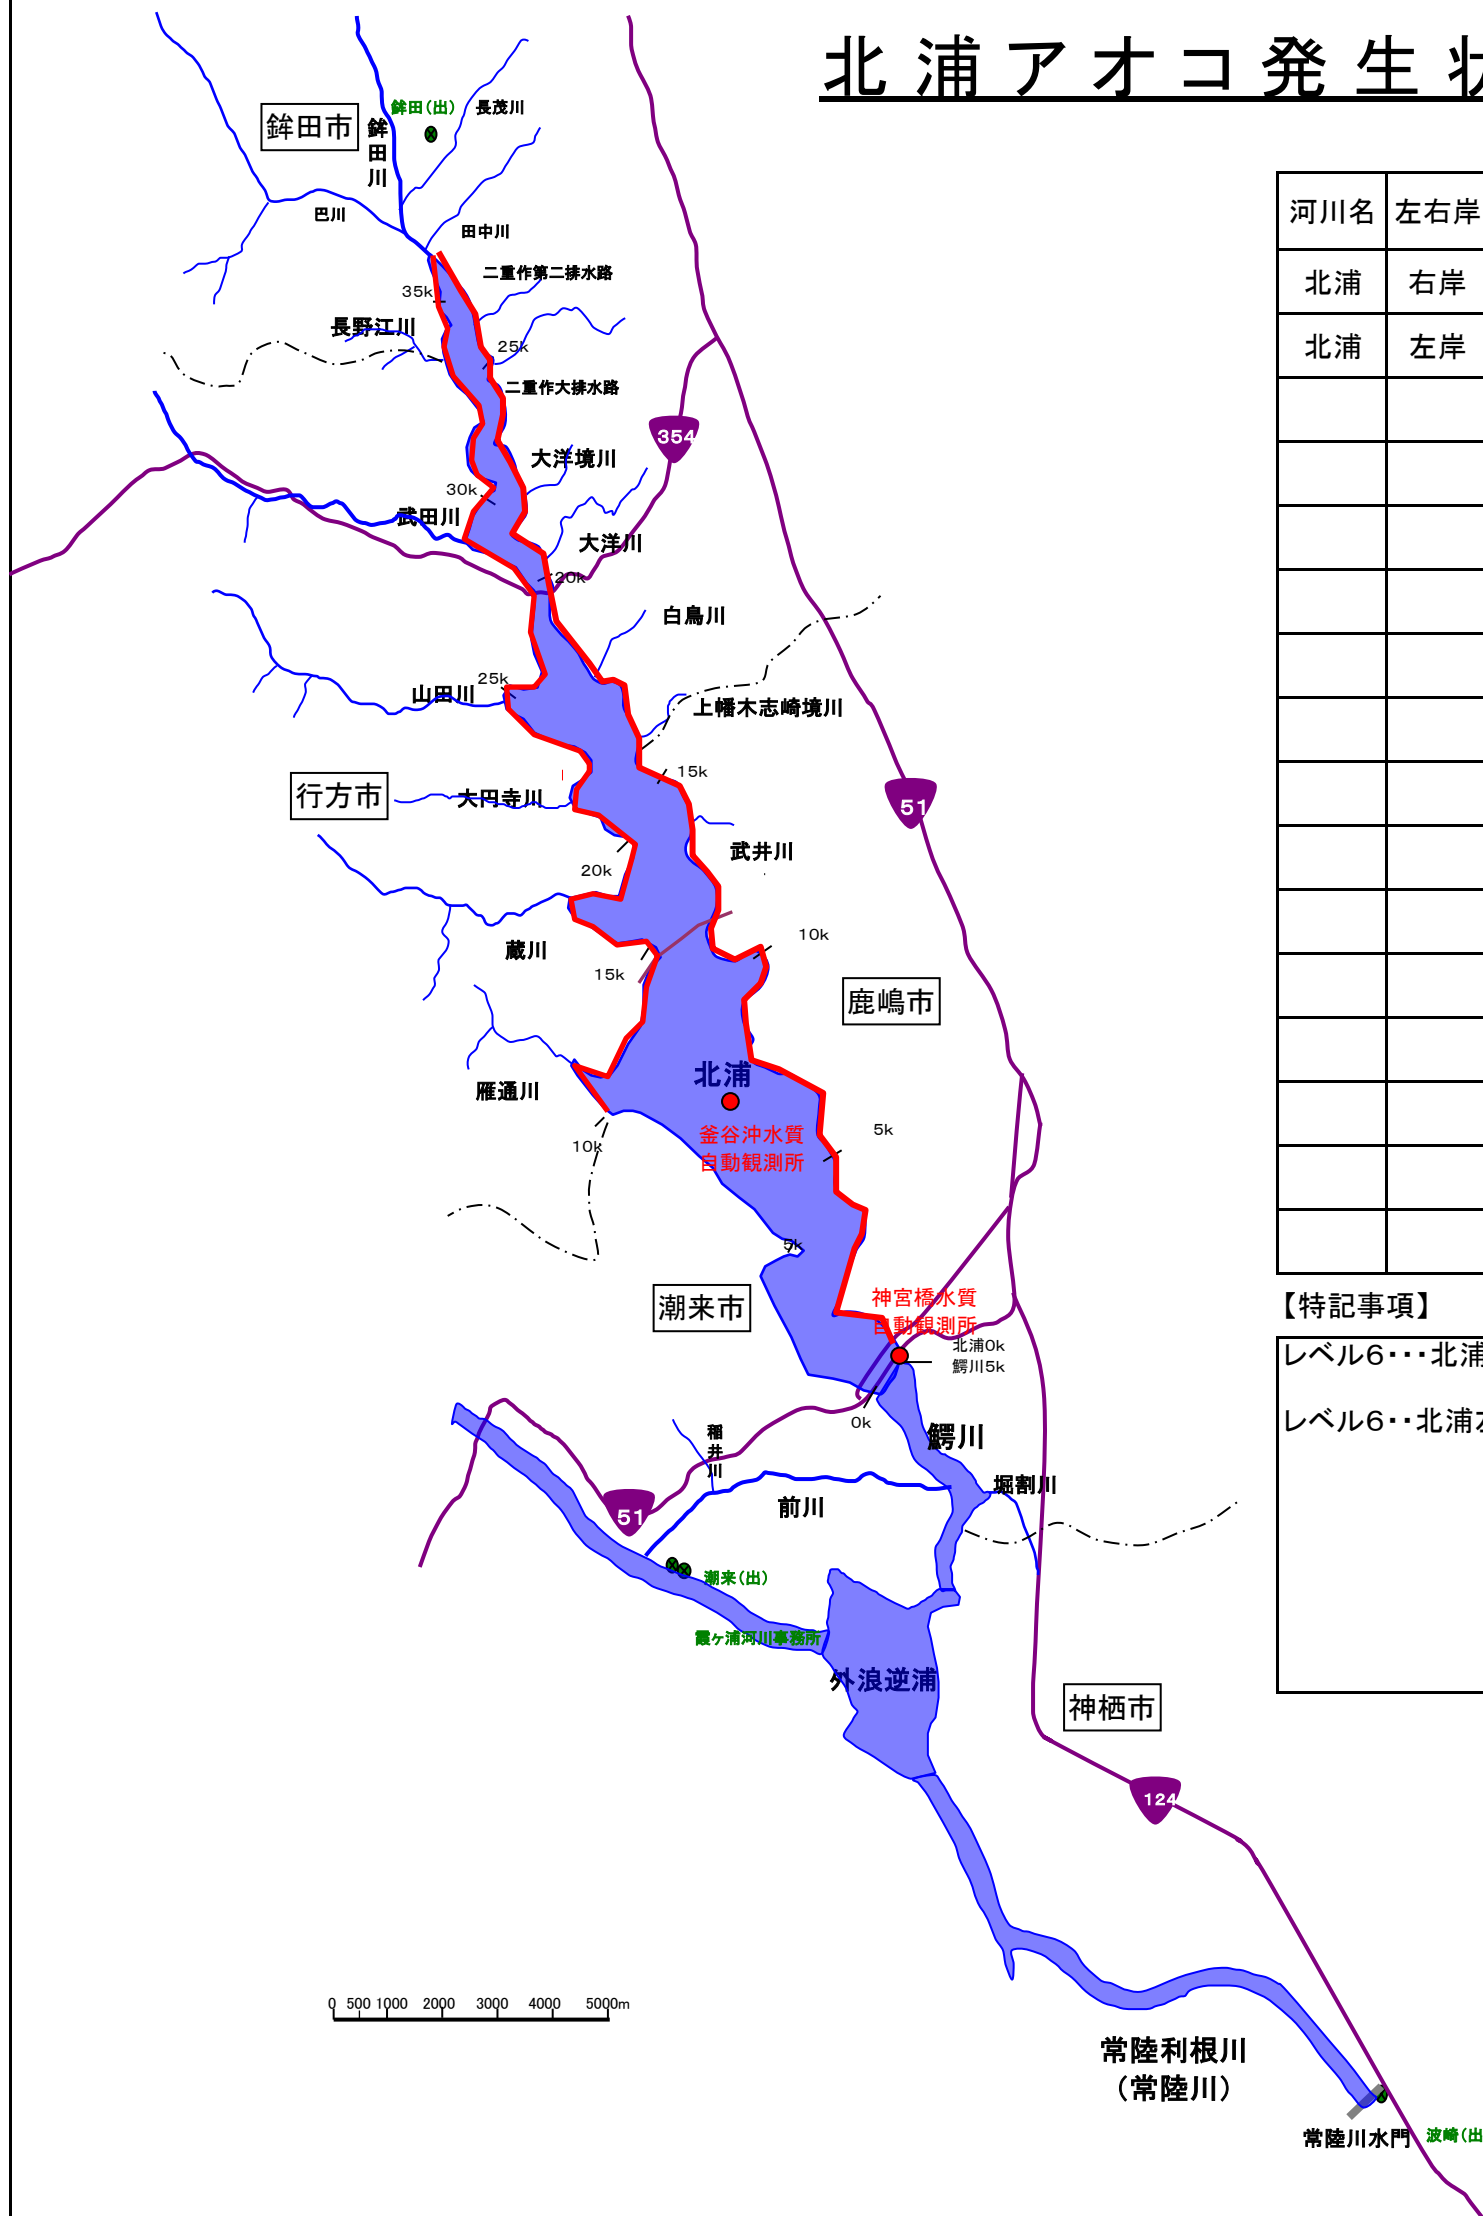 北浦アオコ発生
鉾田市
鉾田川
鉾田(出)
長茂川
巴川
田中川
二重作第二排水路
35k
長野江川
25k
二重作大排水路
354
大洋境川
30k
武田川
大洋川
20k
白鳥川
25k
山田川
上幡木志崎境川
15k
行方市
大円寺川
51
武井川
20k
蔵川
10k
15k
鹿嶋市
北浦
雁通川
釜谷沖水質
自動観測所
10k
5k
5k
潮来市
神宮橋水質
自動観測所
北浦0k
鰐川5k
0k
鰐川
稲井川
堀割川
前川
51
潮来(出)
霞ヶ浦河川事務所
外浪逆浦
神栖市
124
0 500 1000 2000 3000 4000 5000m
常陸利根川
(常陸川)
常陸川水門
波崎(出
河川名 左右岸
北浦 右岸
北浦 左岸
【特記事項】
レベル6・・・北浦
レベル6・・北浦